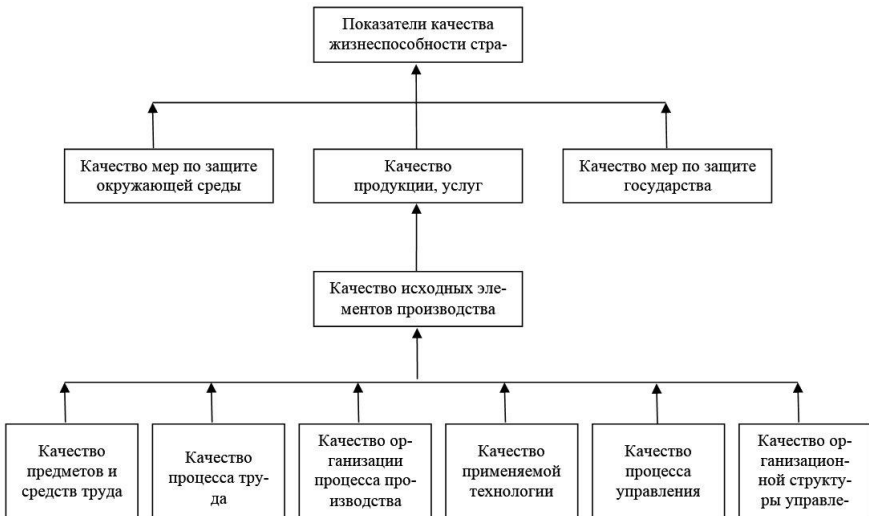 Показатели качества
жизнеспособности стра-
Качество мер по защите
окружающей среды
Качество
продукции, услуг
Качество мер по защите
государства
Качество исходных эле-
ментов производства
Качество
предметов и
средств труда
Качество
процесса тру-
да
Качество ор-
ганизации
процесса про-
изводства
Качество
применяемой
технологии
Качество
процесса
управления
Качество ор-
ганизацион-
ной структу-
ры управле-